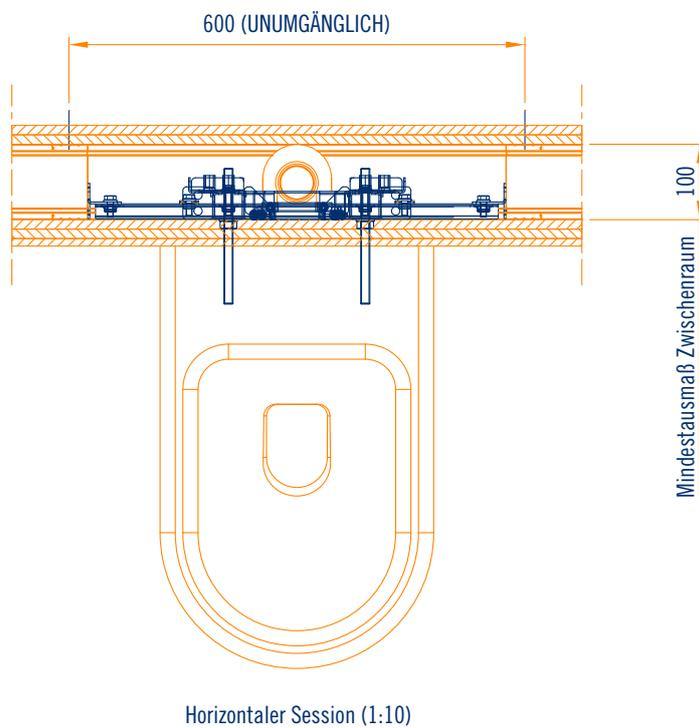 600 (UNUMGÄNGLICH)
100
Mindestausmaß Zwischenraum
Horizontaler Session (1:10)